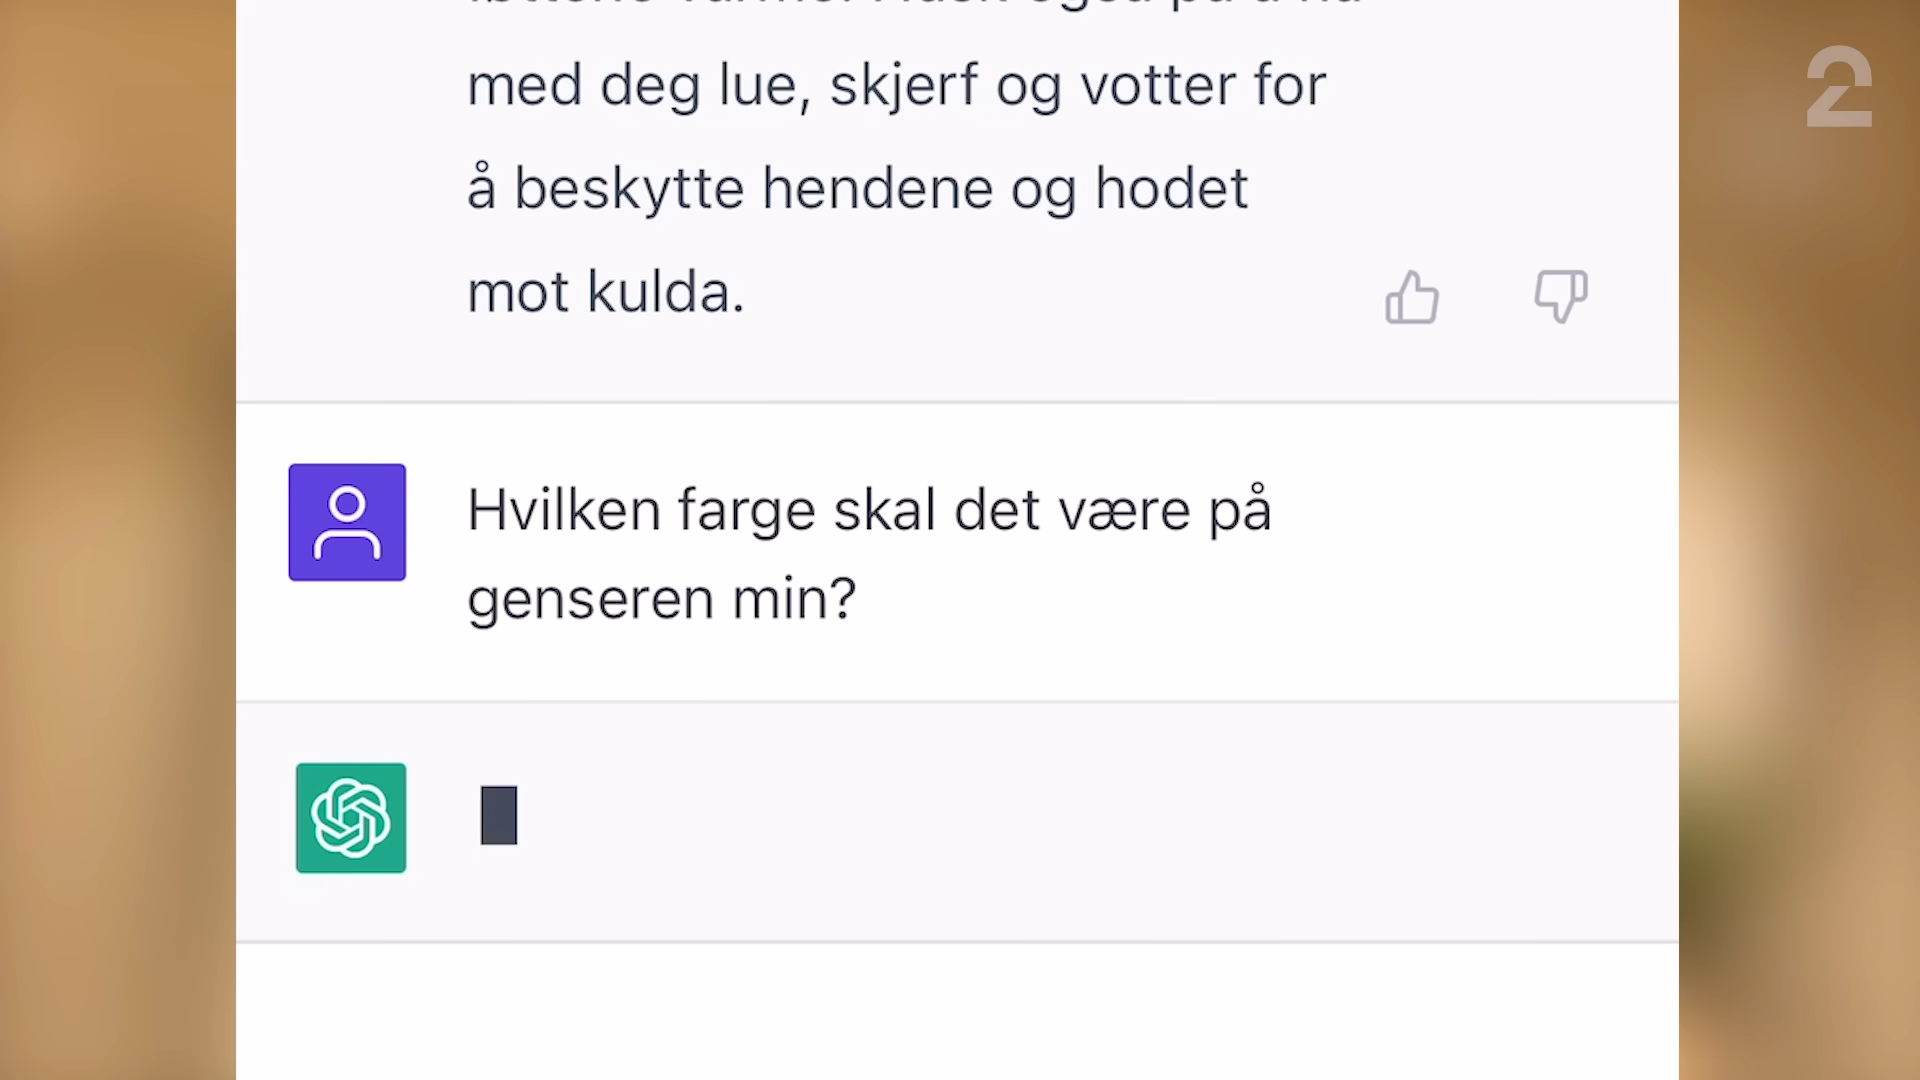 med deg lue, skjerf og votter for
å beskytte hendene og hodet
mot kulda.
Hvilken farge skal det være på
genseren min?
2